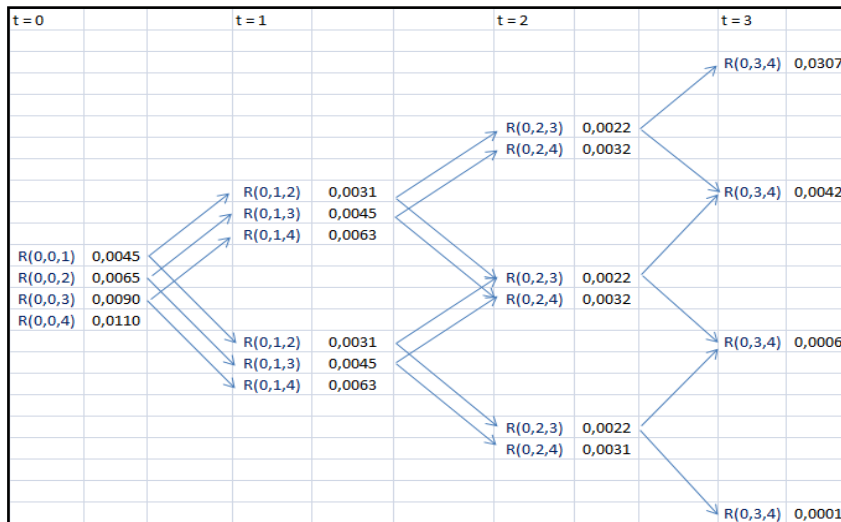 t = 0 t = 1 t = 2 t = 3
R(0,3,4) 0,0307
R(0,2,3) 0,0022
R(0,2,4) 0,0032
R(0,1,2) 0,0031 R(0,3,4) 0,0042
R(0,1,3) 0,0045
R(0,1,4) 0,0063
R(0,0,1) 0,0045
R(0,0,2) 0,0065 R(0,2,3) 0,0022
R(0,0,3) 0,0090 R(0,2,4) 0,0032
R(0,0,4) 0,0110
R(0,1,2) 0,0031 R(0,3,4) 0,0006
R(0,1,3) 0,0045
R(0,1,4) 0,0063
R(0,2,3) 0,0022
R(0,2,4) 0,0031
R(0,3,4) 0,0001